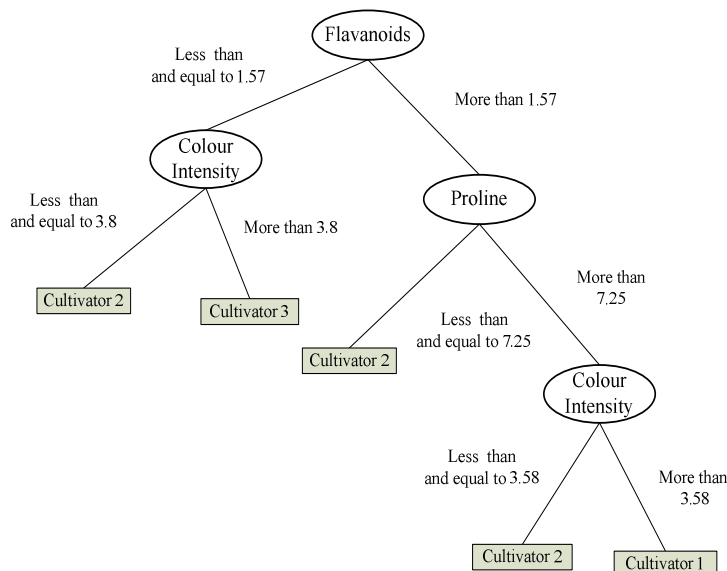 Flavanoids
Less than
and equal to 1.57
More than 1.57
Colour
Intensity
Proline
Less than
and equal to 3.8
More than 3.8
More than
7.25
Cultivator 2
Cultivator 3
Less than
and equal to 7.25
Cultivator 2
Colour
Intensity
Less than
and equal to 3.58
More than
3.58
Cultivator 2
Cultivator 1